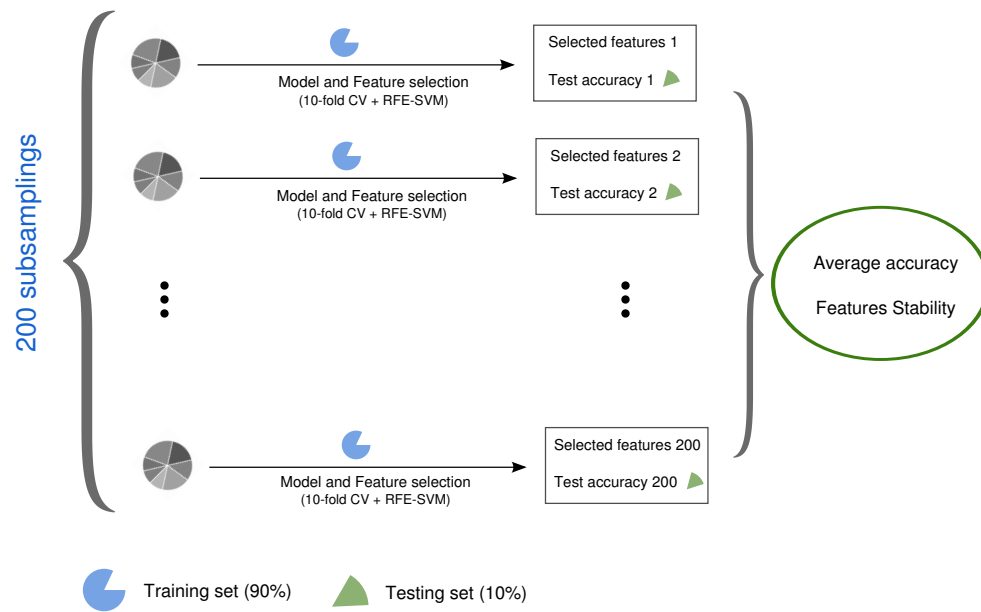 200 subsamplings
Model and Feature selection
(10-fold CV + RFE-SVM)
Selected features 1
Test accuracy 1
Model and Feature selection
(10-fold CV + RFE-SVM)
Selected features 2
Test accuracy 2
Average accuracy
Features Stability
Model and Feature selection
(10-fold CV + RFE-SVM)
Selected features 200
Test accuracy 200
Training set (90%)
Testing set (10%)